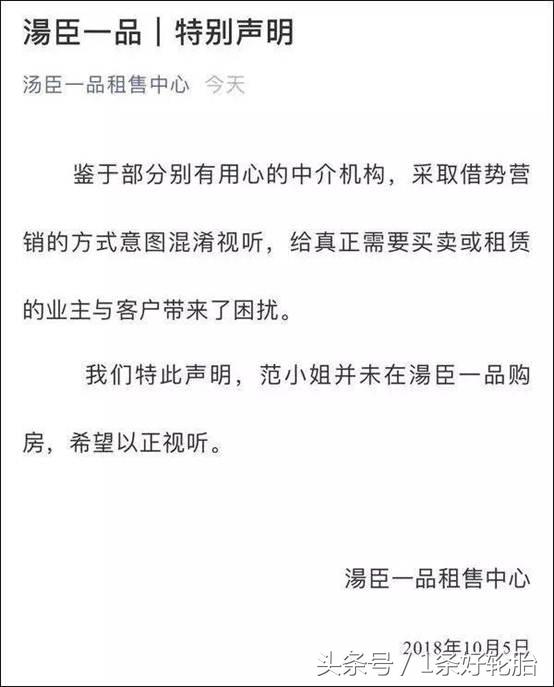 湯臣一品｜特别声明
汤臣一品租售中心 今天
鉴于部分别有用心的中介机构，采取借势营
销的方式意图混淆视听，给真正需要买卖或租赁
的业主与客户带来了困扰。
我们特此声明，范小姐并未在湯臣一品购
房，希望以正视听。
湯臣一品租售中心
2018年10月5日
头条号 / 1条好轮胎